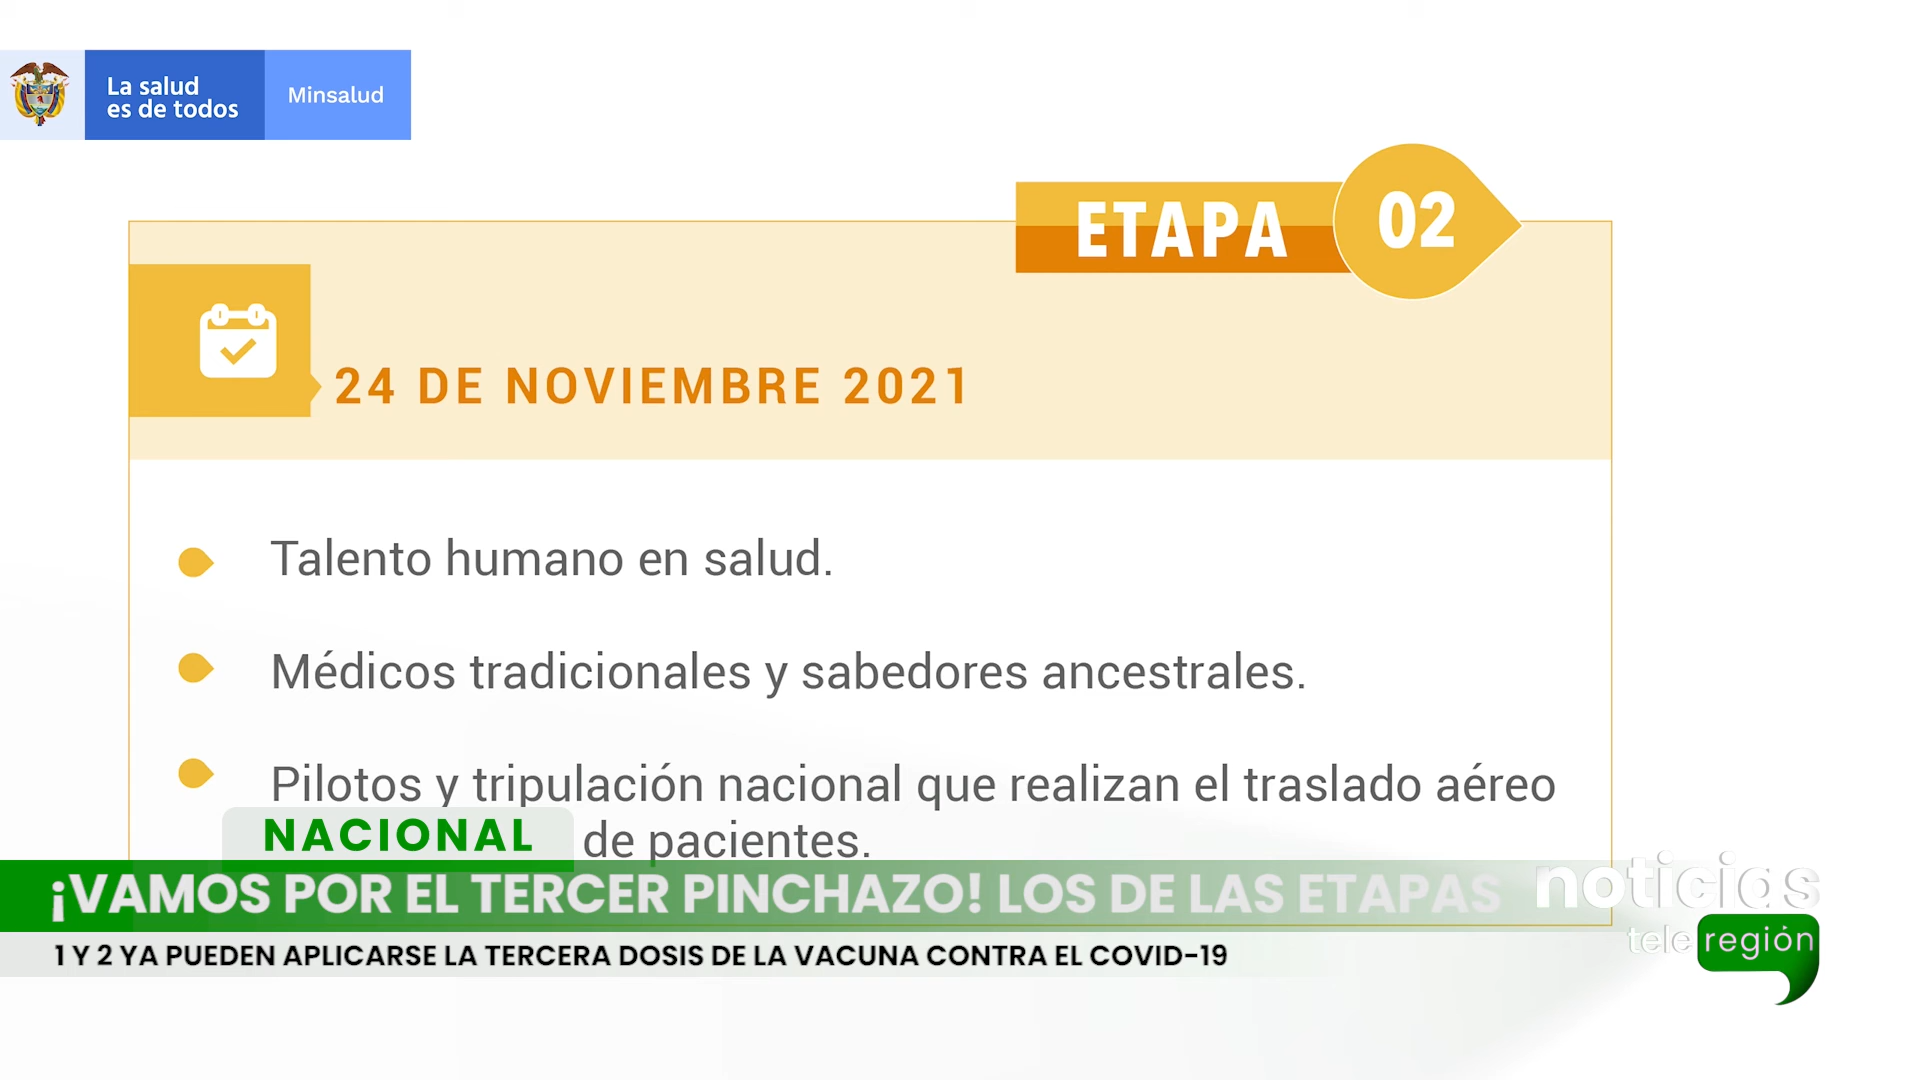 La salud
es de todos
Minsalud
ETAPA 02
24 DE NOVIEMBRE 2021
Talento humano en salud.
Médicos tradicionales y sabedores ancestrales.
Pilotos y tripulación nacional que realizan el traslado aéreo
de pacientes.
NACIONAL
¡VAMOS POR EL TERCER PINCHAZO! LOS DE LAS ETAPAS
1 Y 2 YA PUEDEN APLICARSE LA TERCERA DOSIS DE LA VACUNA CONTRA EL COVID-19
noticias
tele región